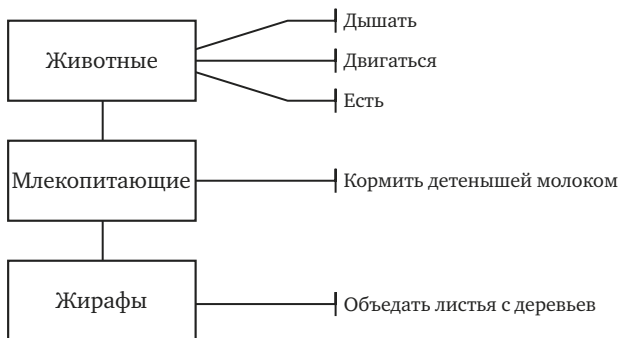 Дышать
Животные
Двигаться
Есть
Млекопитающие
Кормить детенышей молоком
Жирафы
Объедать листья с деревьев